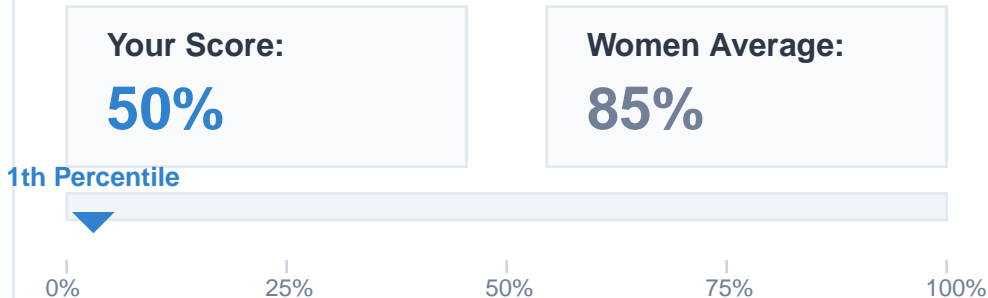 Your Score:
50%
Women Average:
85%
1th Percentile
0% 25% 50% 75% 100%